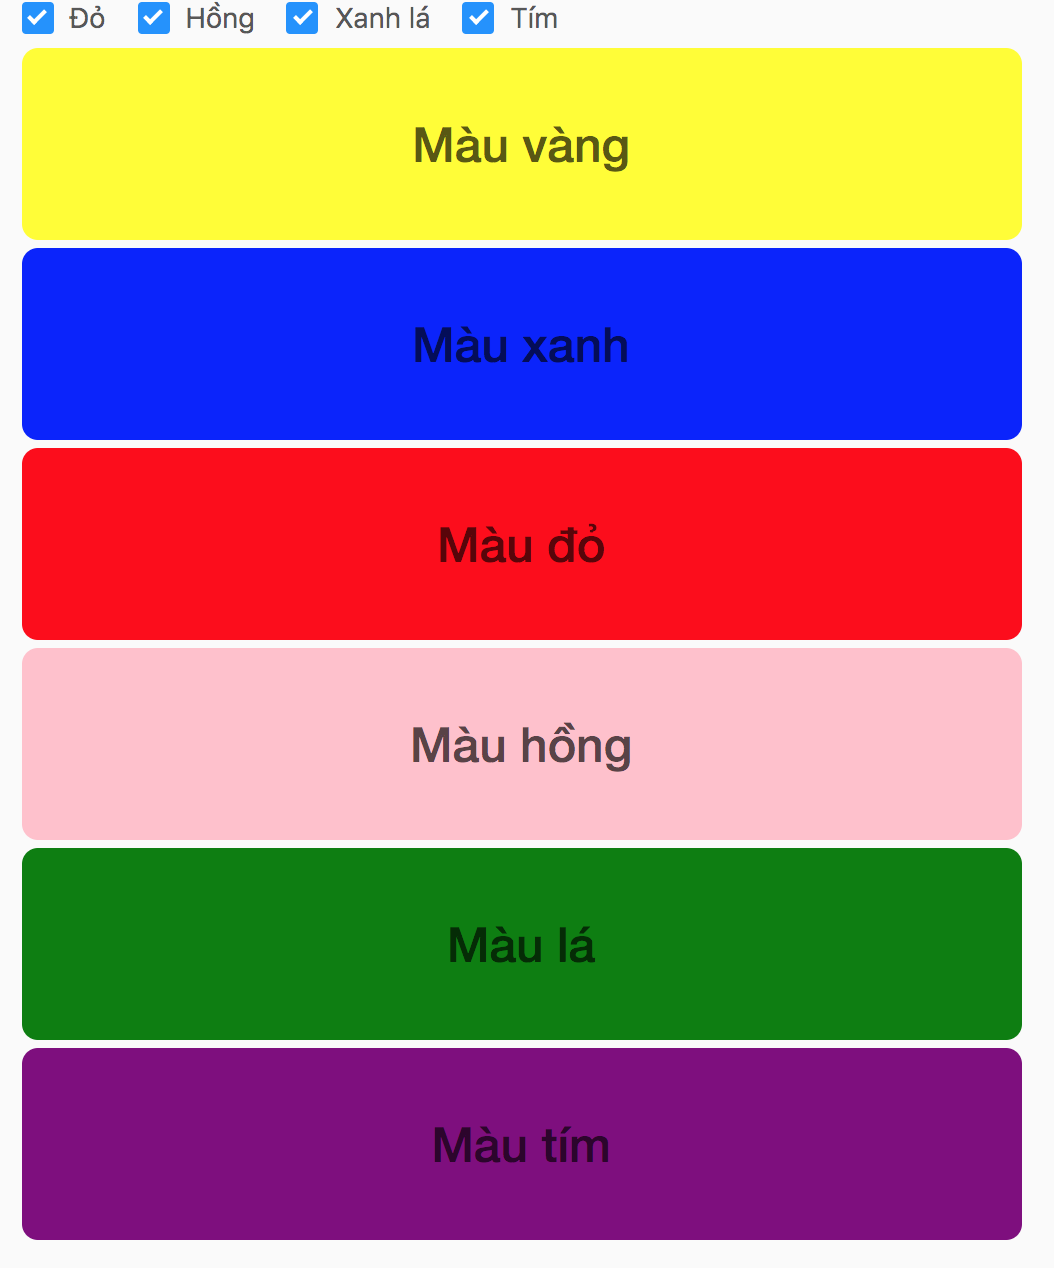 Đỏ Hồng Xanh lá Tím
Màu vàng
Màu xanh
Màu đỏ
Màu hồng
Màu lá
Màu tím